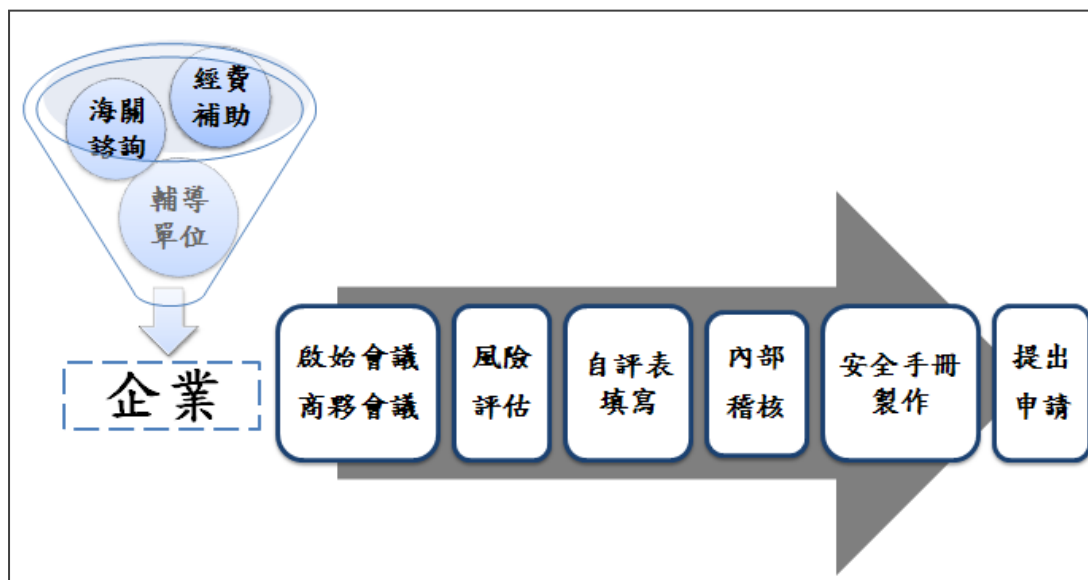 經費
補助
海關
諮詢
輔導
單位
企業
啟始會議
商夥會議
風險
評估
自評表
填寫
內部
稽核
安全手冊
製作
提出
申請